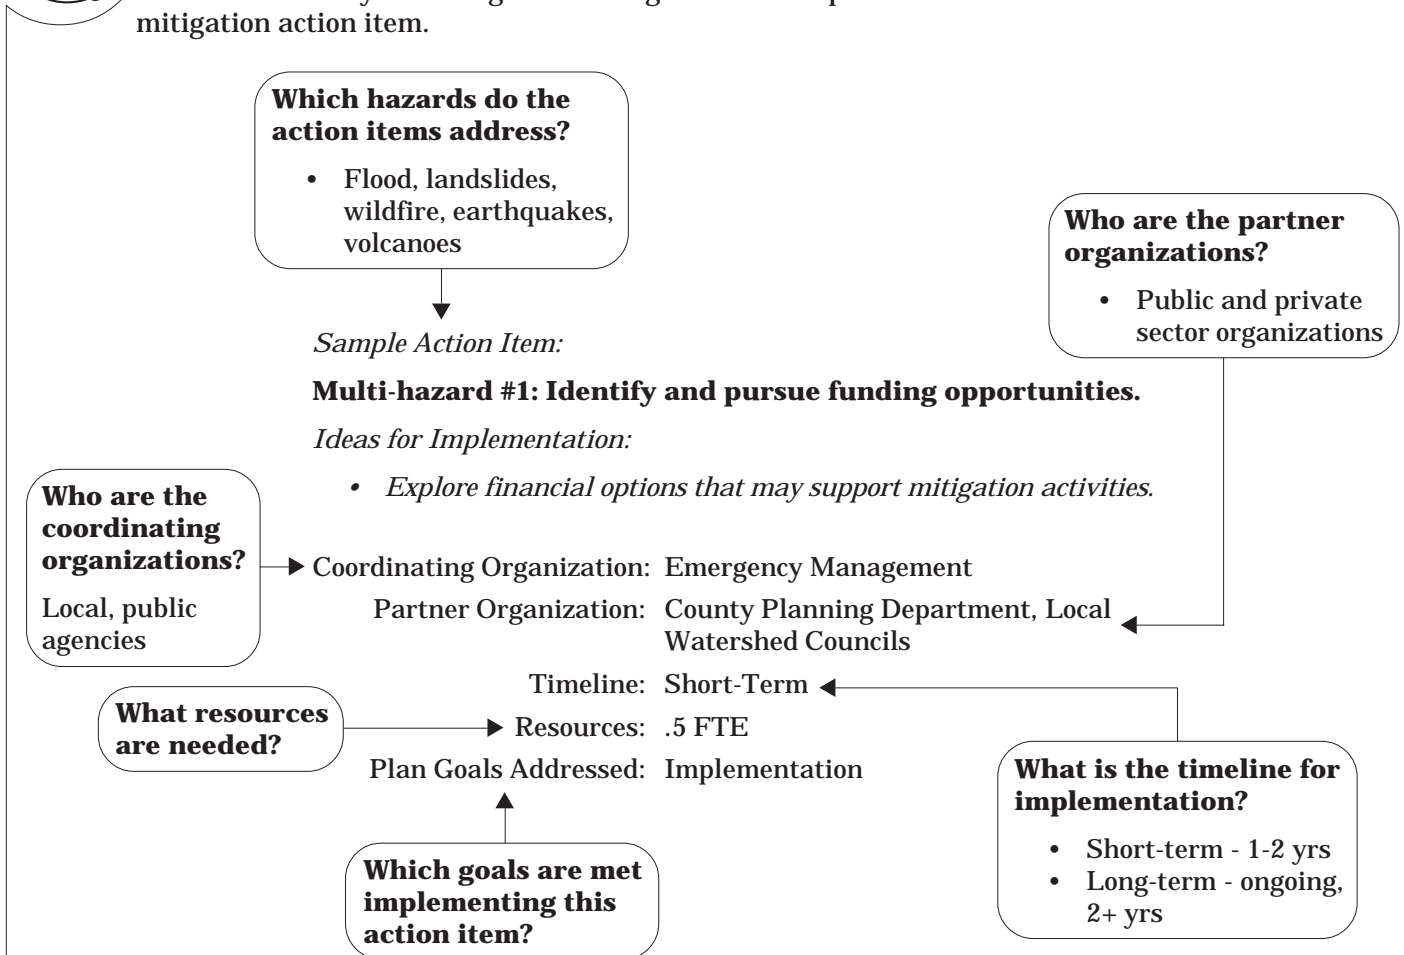 mitigation action item.
Which hazards do the
action items address?
• Flood, landslides,
wildfire, earthquakes,
volcanoes
Who are the partner
organizations?
• Public and private
sector organizations
Sample Action Item:
Multi-hazard #1: Identify and pursue funding opportunities.
Ideas for Implementation:
• Explore financial options that may support mitigation activities.
Who are the
coordinating
organizations?
Local, public
agencies
Coordinating Organization: Emergency Management
Partner Organization: County Planning Department, Local
Watershed Councils
Timeline: Short-Term
What resources
are needed?
Resources: .5 FTE
Plan Goals Addressed: Implementation
What is the timeline for
implementation?
• Short-term - 1-2 yrs
• Long-term - ongoing,
2+ yrs
Which goals are met
implementing this
action item?